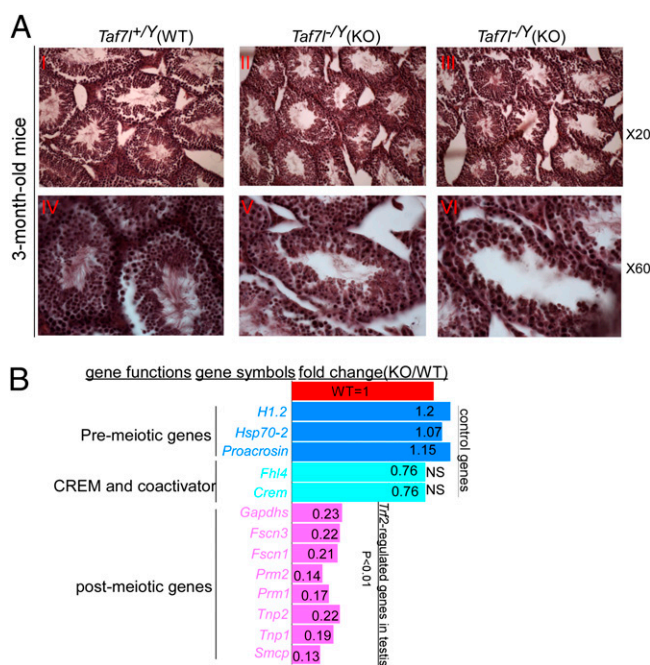 A
Taf7l+/Y(WT) Taf7l-/Y(KO) Taf7l-/Y(KO)
3-month-old mice
I II III
X20
IV V VI
X60
B
gene functions gene symbols fold change(KO/WT)
WT=1
Pre-meiotic genes
H1.2 1.2
Hsp70-2 1.07
Proacrosin 1.15
control genes
CREM and coactivator
Fhl4 0.76 NS
Crem 0.76 NS
post-meiotic genes
Gapdhs 0.23
Fscn3 0.22
Fscn1 0.21
Prm2 0.14
Prm1 0.17
Tnp2 0.22
Tnp1 0.19
Smcp 0.13
Trf2-regulated genes in testis
P<0.01